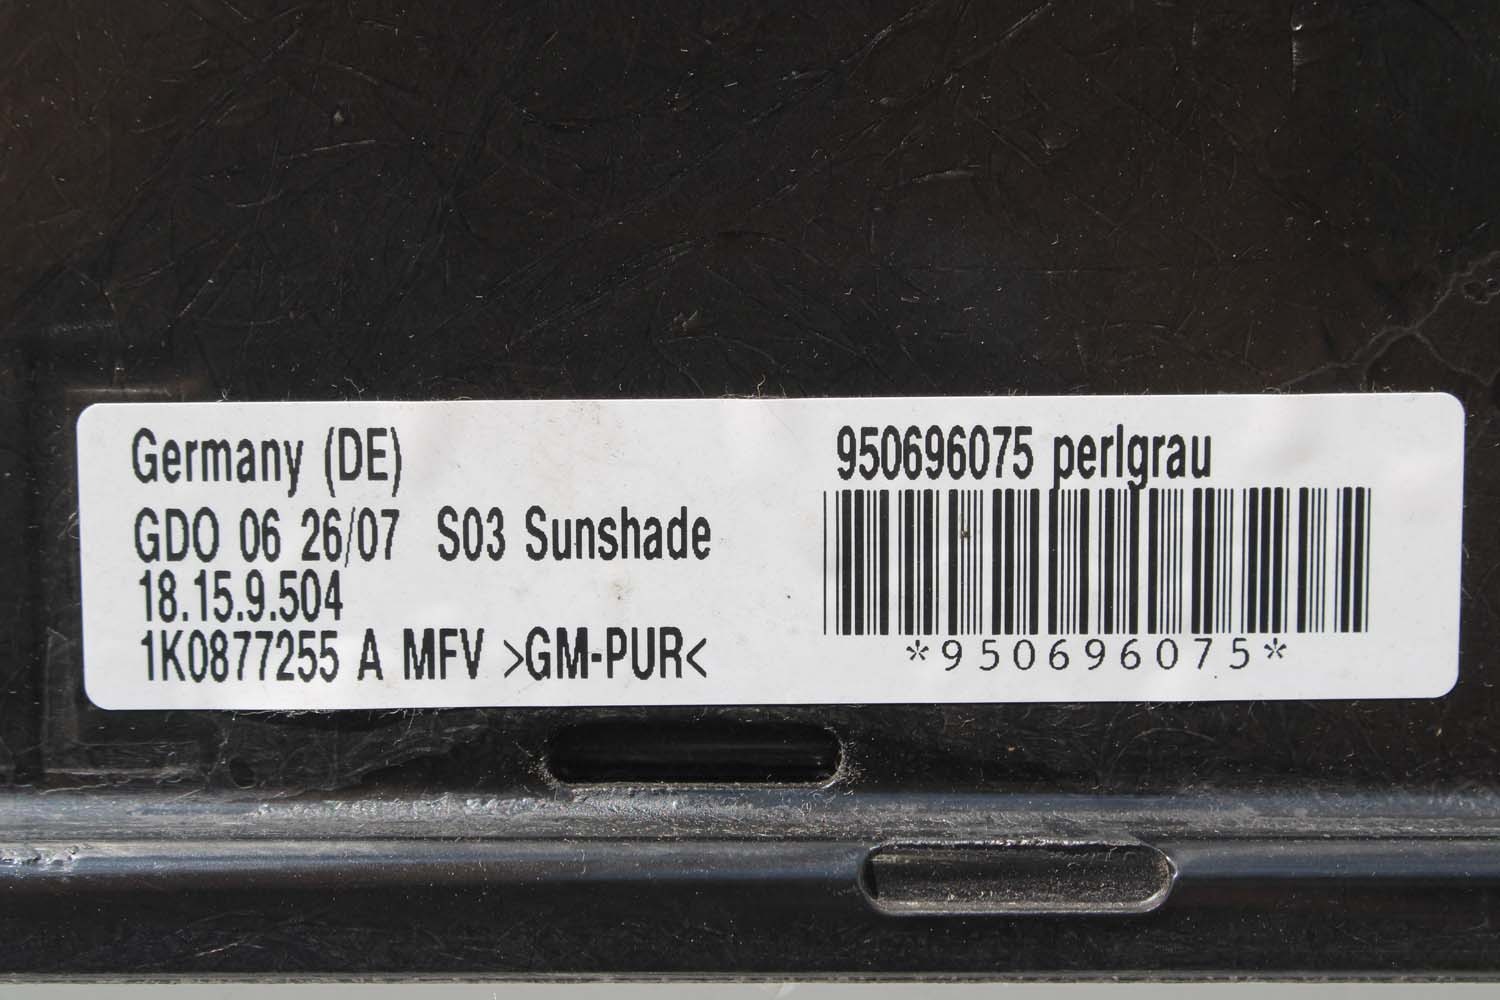 Germany (DE)
GDO 06 26/07 S03 Sunshade
18.15.9.504
1K0877255 A MFV >GM-PUR<
950696075 perlgrau
*950696075*